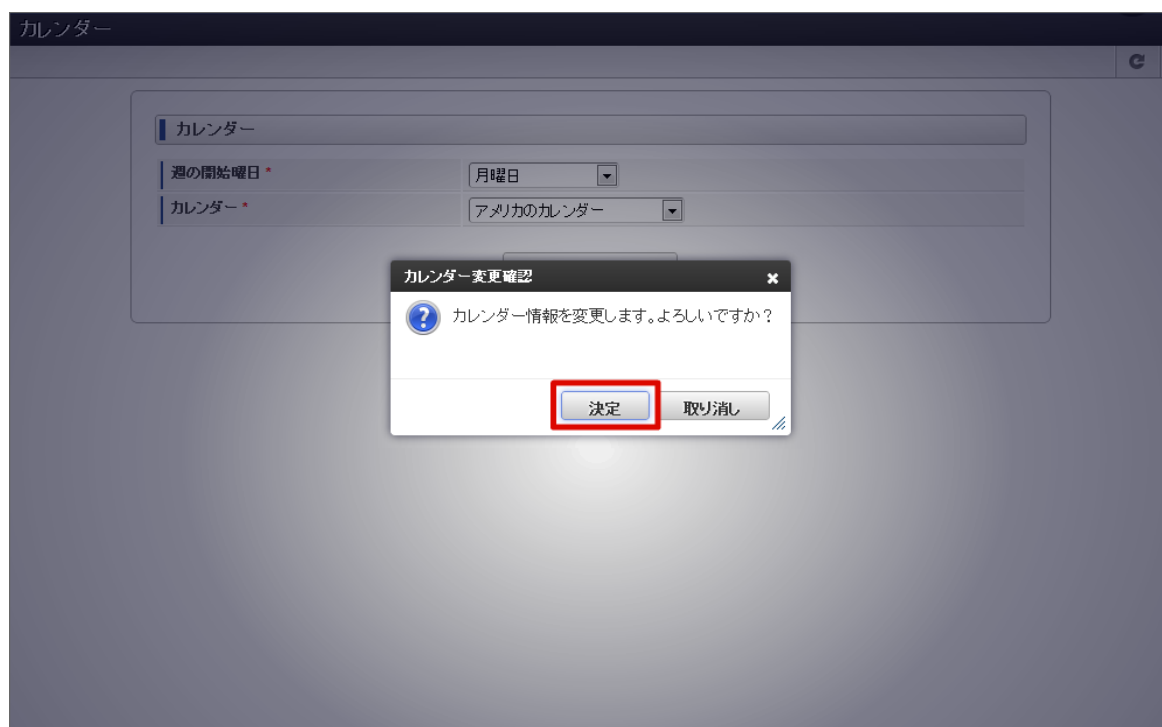 カレンダー
カレンダー
週の開始曜日 *
月曜日
カレンダー *
アメリカのカレンダー
カレンダー変更確認
カレンダー情報を変更します。よろしいですか？
決定
取り消し